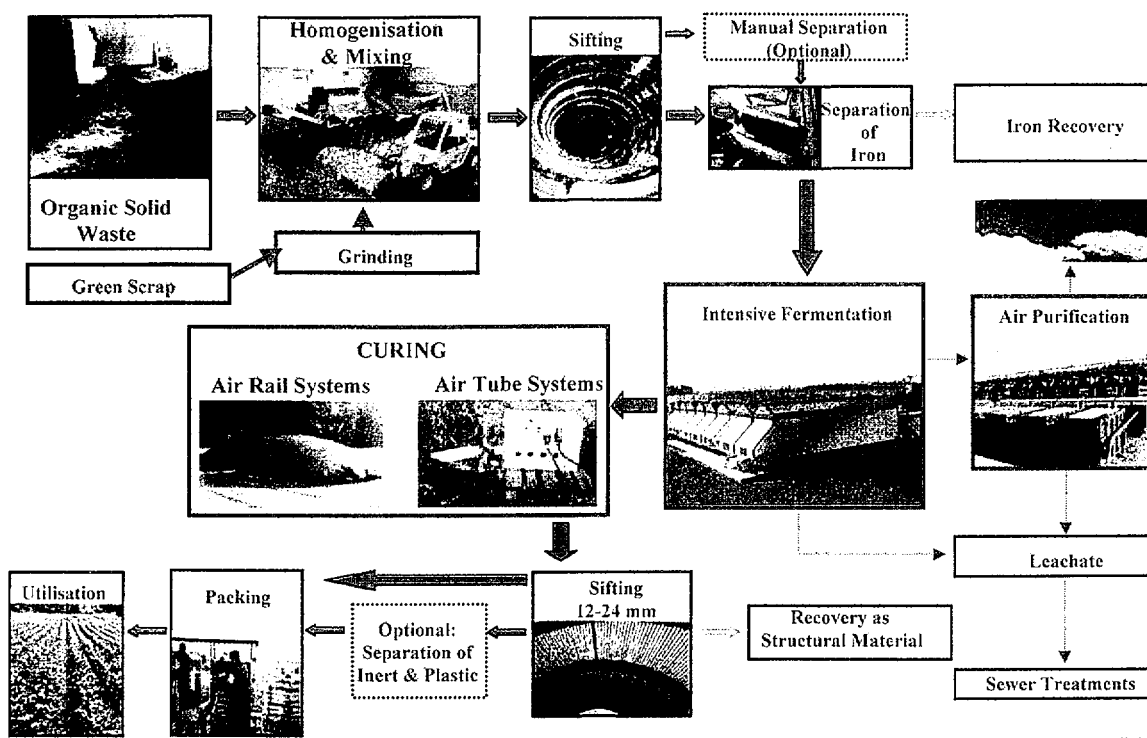 Homogenisation
& Mixing
Sifting
Manual Separation
(Optional)
Separation
of
Iron
Iron Recovery
Organic Solid
Waste
Grinding
Green Scrap
Intensive Fermentation
Air Purification
CURING
Air Rail Systems
Air Tube Systems
Leachate
Utilisation
Packing
Optional:
Separation of
Inert & Plastic
Sifting
12-24 mm
Recovery as
Structural Material
Sewer Treatments